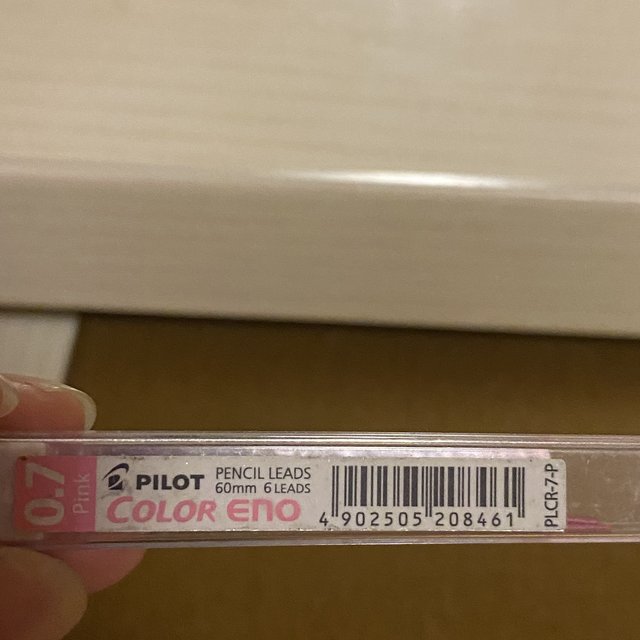 0.7
Pink
PILOT
PENCIL LEADS
60mm 6 LEADS
COLOR ENO
4 902505 208461
PLCR-7-P